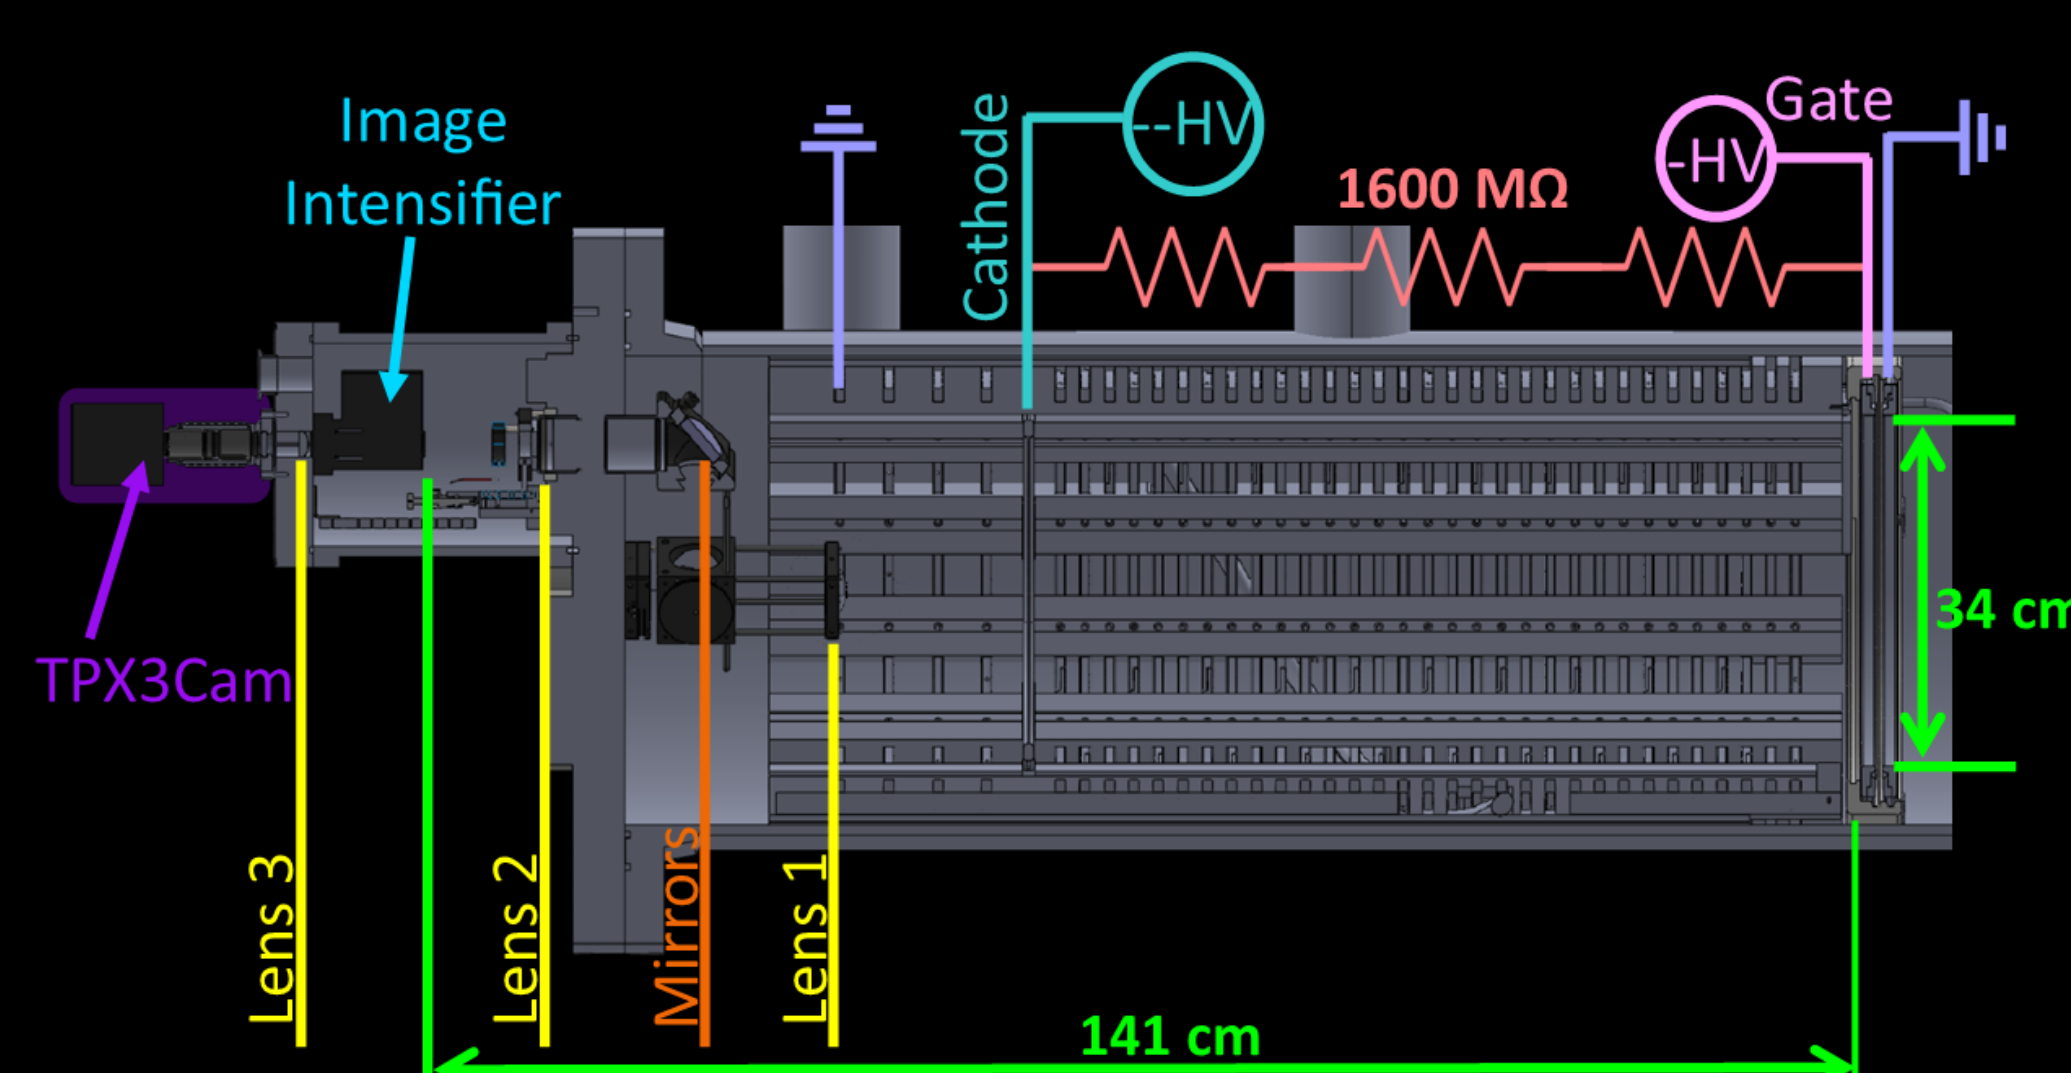 Image
Intensifier
Cathode
--HV
1600 MΩ
-HV
Gate
TPX3Cam
34 cm
Lens 3
Lens 2
Mirrors
Lens 1
141 cm